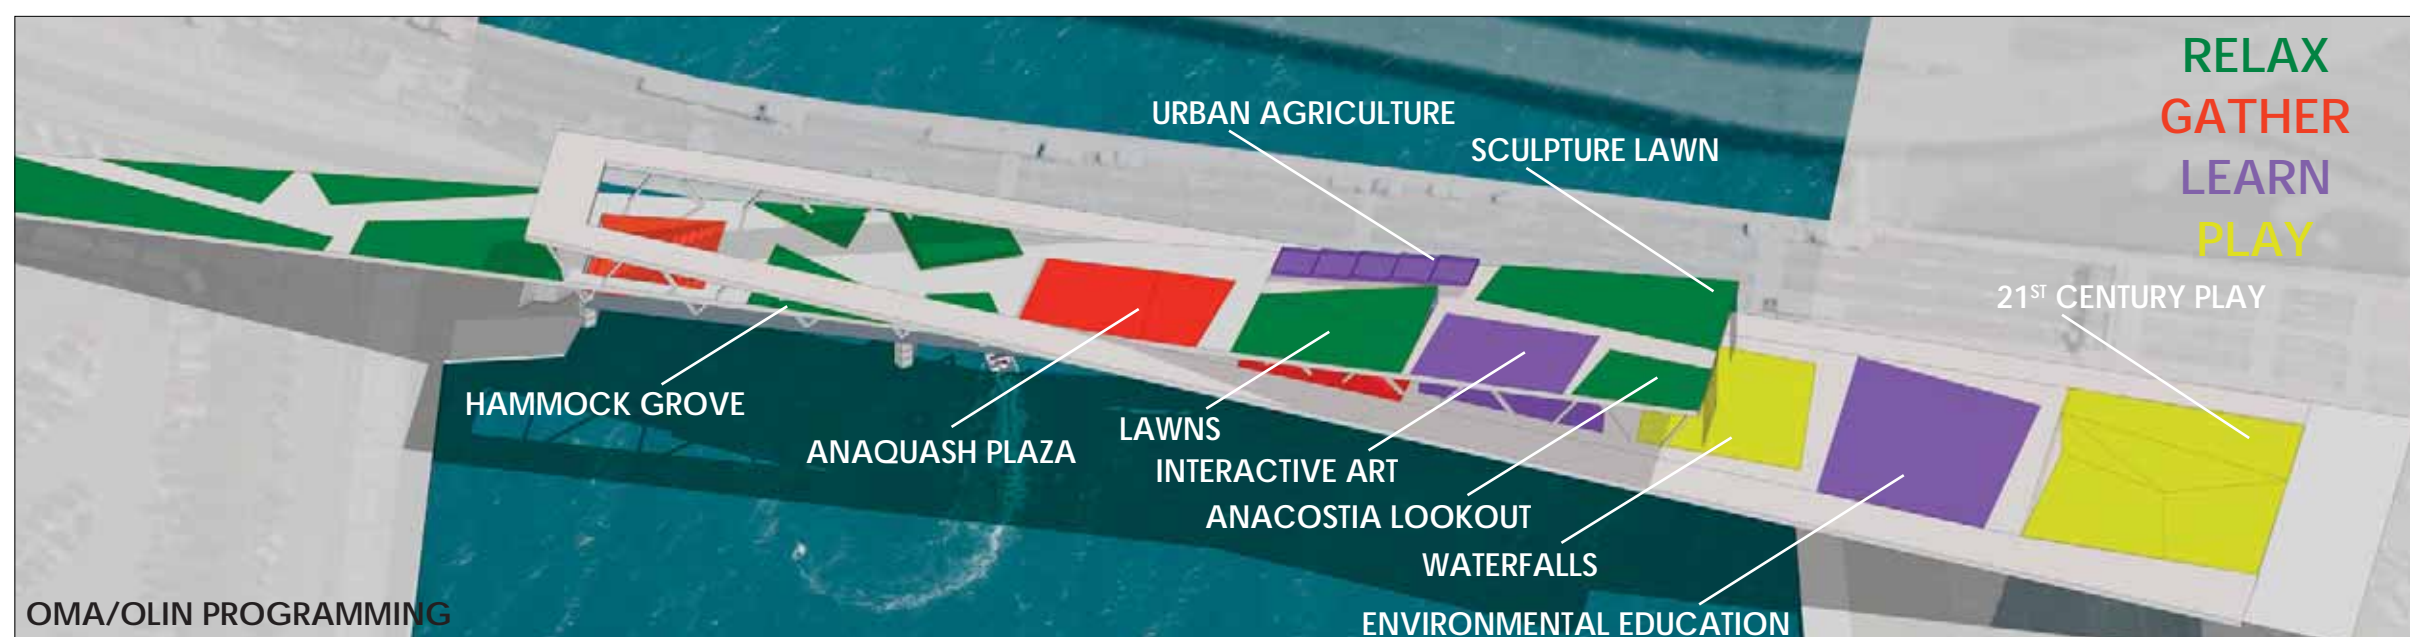 RELAX
GATHER
LEARN
PLAY
URBAN AGRICULTURE
SCULPTURE LAWN
21ST CENTURY PLAY
HAMMOCK GROVE
ANAQUASH PLAZA
LAWNS
INTERACTIVE ART
ANACOSTIA LOOKOUT
WATERFALLS
ENVIRONMENTAL EDUCATION
OMA/OLIN PROGRAMMING